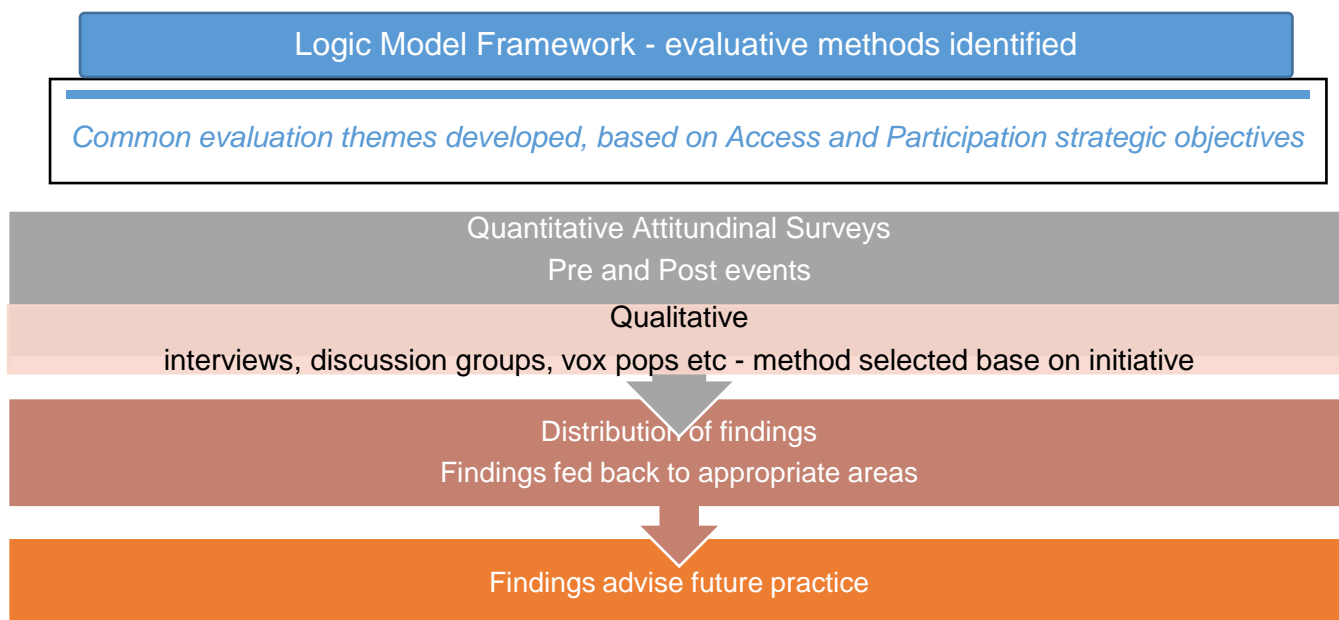 Logic Model Framework - evaluative methods identified
Common evaluation themes developed, based on Access and Participation strategic objectives
Quantitative Attitundinal Surveys
Pre and Post events
Qualitative
interviews, discussion groups, vox pops etc - method selected base on initiative
Distribution of findings
Findings fed back to appropriate areas
Findings advise future practice